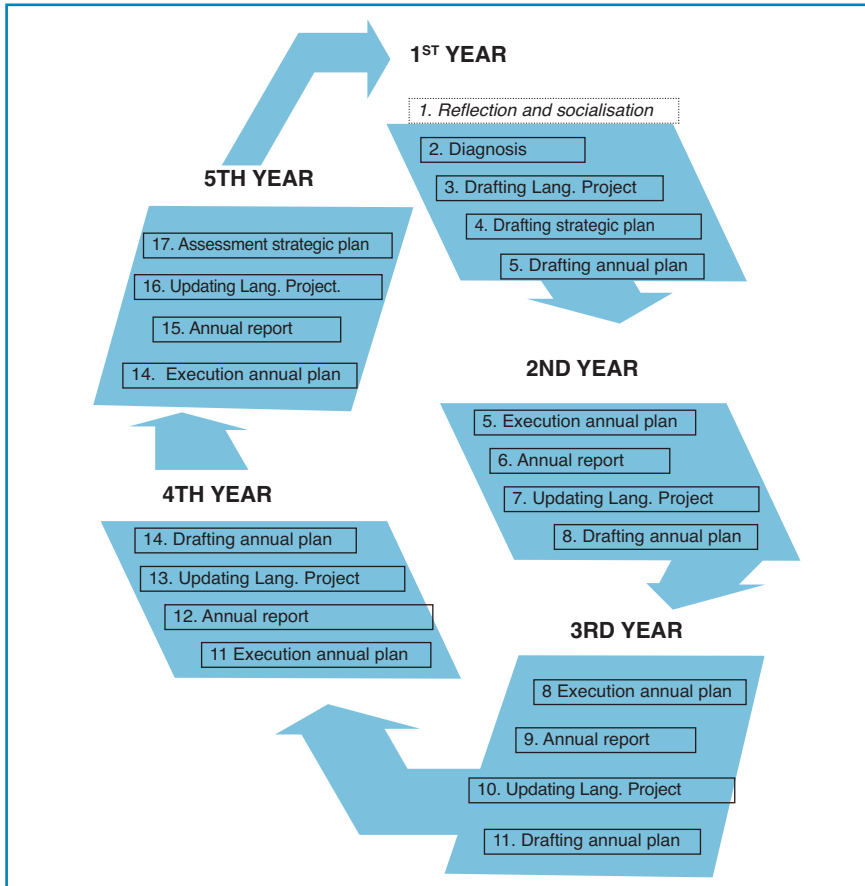 1ST YEAR
1. Reflection and socialisation
2. Diagnosis
3. Drafting Lang. Project
4. Drafting strategic plan
5. Drafting annual plan
2ND YEAR
5. Execution annual plan
6. Annual report
7. Updating Lang. Project
8. Drafting annual plan
3RD YEAR
8 Execution annual plan
9. Annual report
10. Updating Lang. Project
11. Drafting annual plan
4TH YEAR
14. Drafting annual plan
13. Updating Lang. Project
12. Annual report
11 Execution annual plan
5TH YEAR
17. Assessment strategic plan
16. Updating Lang. Project.
15. Annual report
14. Execution annual plan